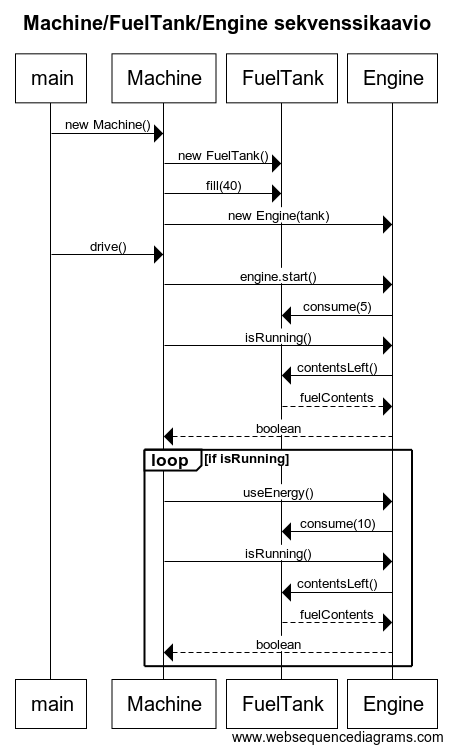 Machine/FuelTank/Engine sekvenssikaavio
main Machine FuelTank Engine
new Machine()
new FuelTank()
fill(40)
new Engine(tank)
drive()
engine.start()
consume(5)
isRunning()
contentsLeft()
fuelContents
boolean
loop [if isRunning]
useEnergy()
consume(10)
isRunning()
contentsLeft()
fuelContents
boolean
main Machine FuelTank Engine
www.websequencediagrams.com